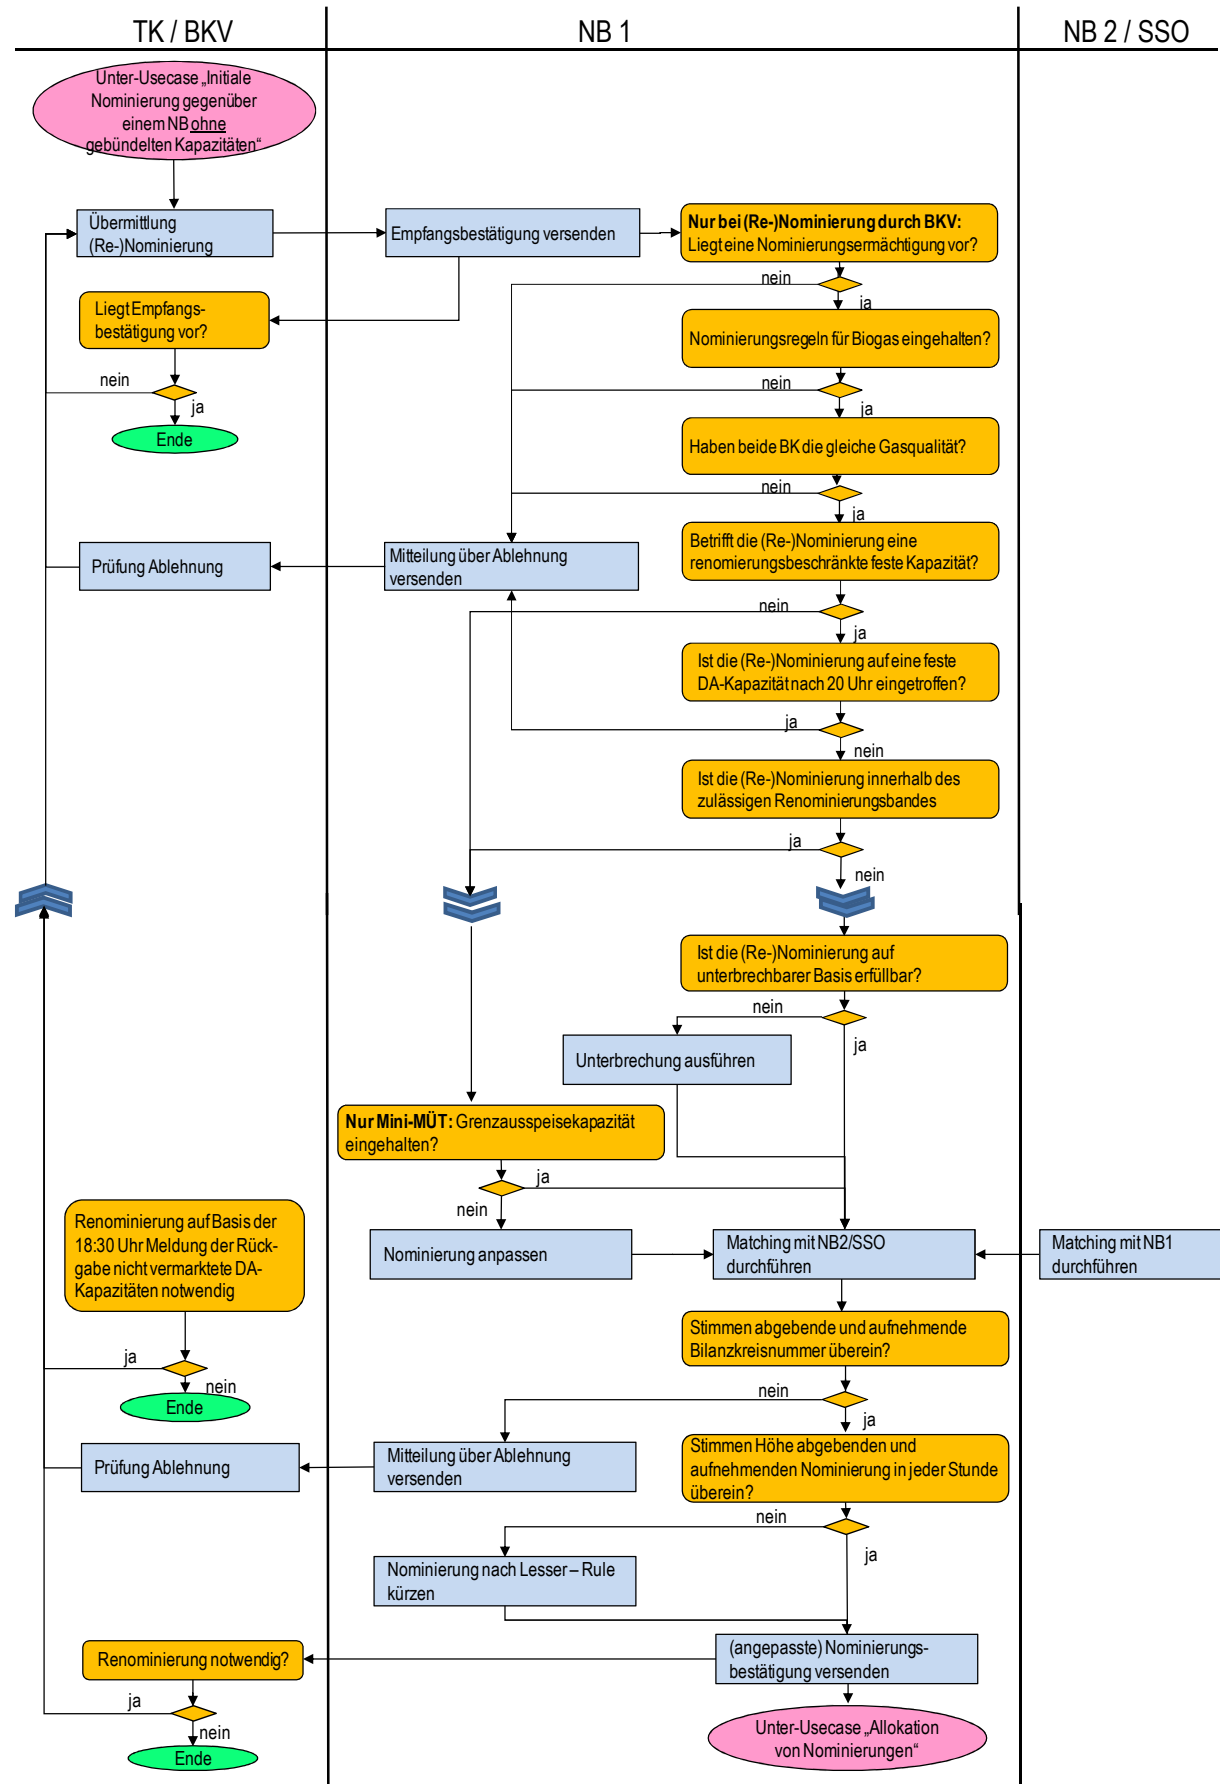 TK / BKV
NB 1
NB 2 / SSO
Unter-Usecase „Initiale
Nominierung gegenüber
einem NB ohne
gebündelten Kapazitäten“
Übermittlung
(Re-)Nominierung
Empfangsbestätigung versenden
Nur bei (Re-)Nominierung durch BKV:
Liegt eine Nominierungsermächtigung vor?
nein
ja
Liegt Empfangs-
bestätigung vor?
nein
ja
Ende
Nominierungsregeln für Biogas eingehalten?
nein
ja
Haben beide BK die gleiche Gasqualität?
nein
ja
Prüfung Ablehnung
Mitteilung über Ablehnung
versenden
Betrifft die (Re-)Nominierung eine
renomierungsbeschränkte feste Kapazität?
nein
ja
Ist die (Re-)Nominierung auf eine feste
DA-Kapazität nach 20 Uhr eingetroffen?
ja
nein
Ist die (Re-)Nominierung innerhalb des
zulässigen Renominierungsbandes
ja
nein
Ist die (Re-)Nominierung auf
unterbrechbarer Basis erfüllbar?
nein
ja
Unterbrechung ausführen
Nur Mini-MÜT: Grenzausspeisekapazität
eingehalten?
ja
nein
Renominierung auf Basis der
18:30 Uhr Meldung der Rück-
gabe nicht vermarktete DA-
Kapazitäten notwendig
ja
nein
Ende
Nominierung anpassen
Matching mit NB2/SSO
durchführen
Matching mit NB1
durchführen
Stimmen abgebende und aufnehmende
Bilanzkreisnummer überein?
nein
ja
Prüfung Ablehnung
Mitteilung über Ablehnung
versenden
Stimmen Höhe abgebenden und
aufnehmenden Nominierung in jeder Stunde
überein?
nein
ja
Nominierung nach Lesser – Rule
kürzen
Renominierung notwendig?
ja
nein
Ende
(angepasste) Nominierungs-
bestätigung versenden
Unter-Usecase „Allokation
von Nominierungen“